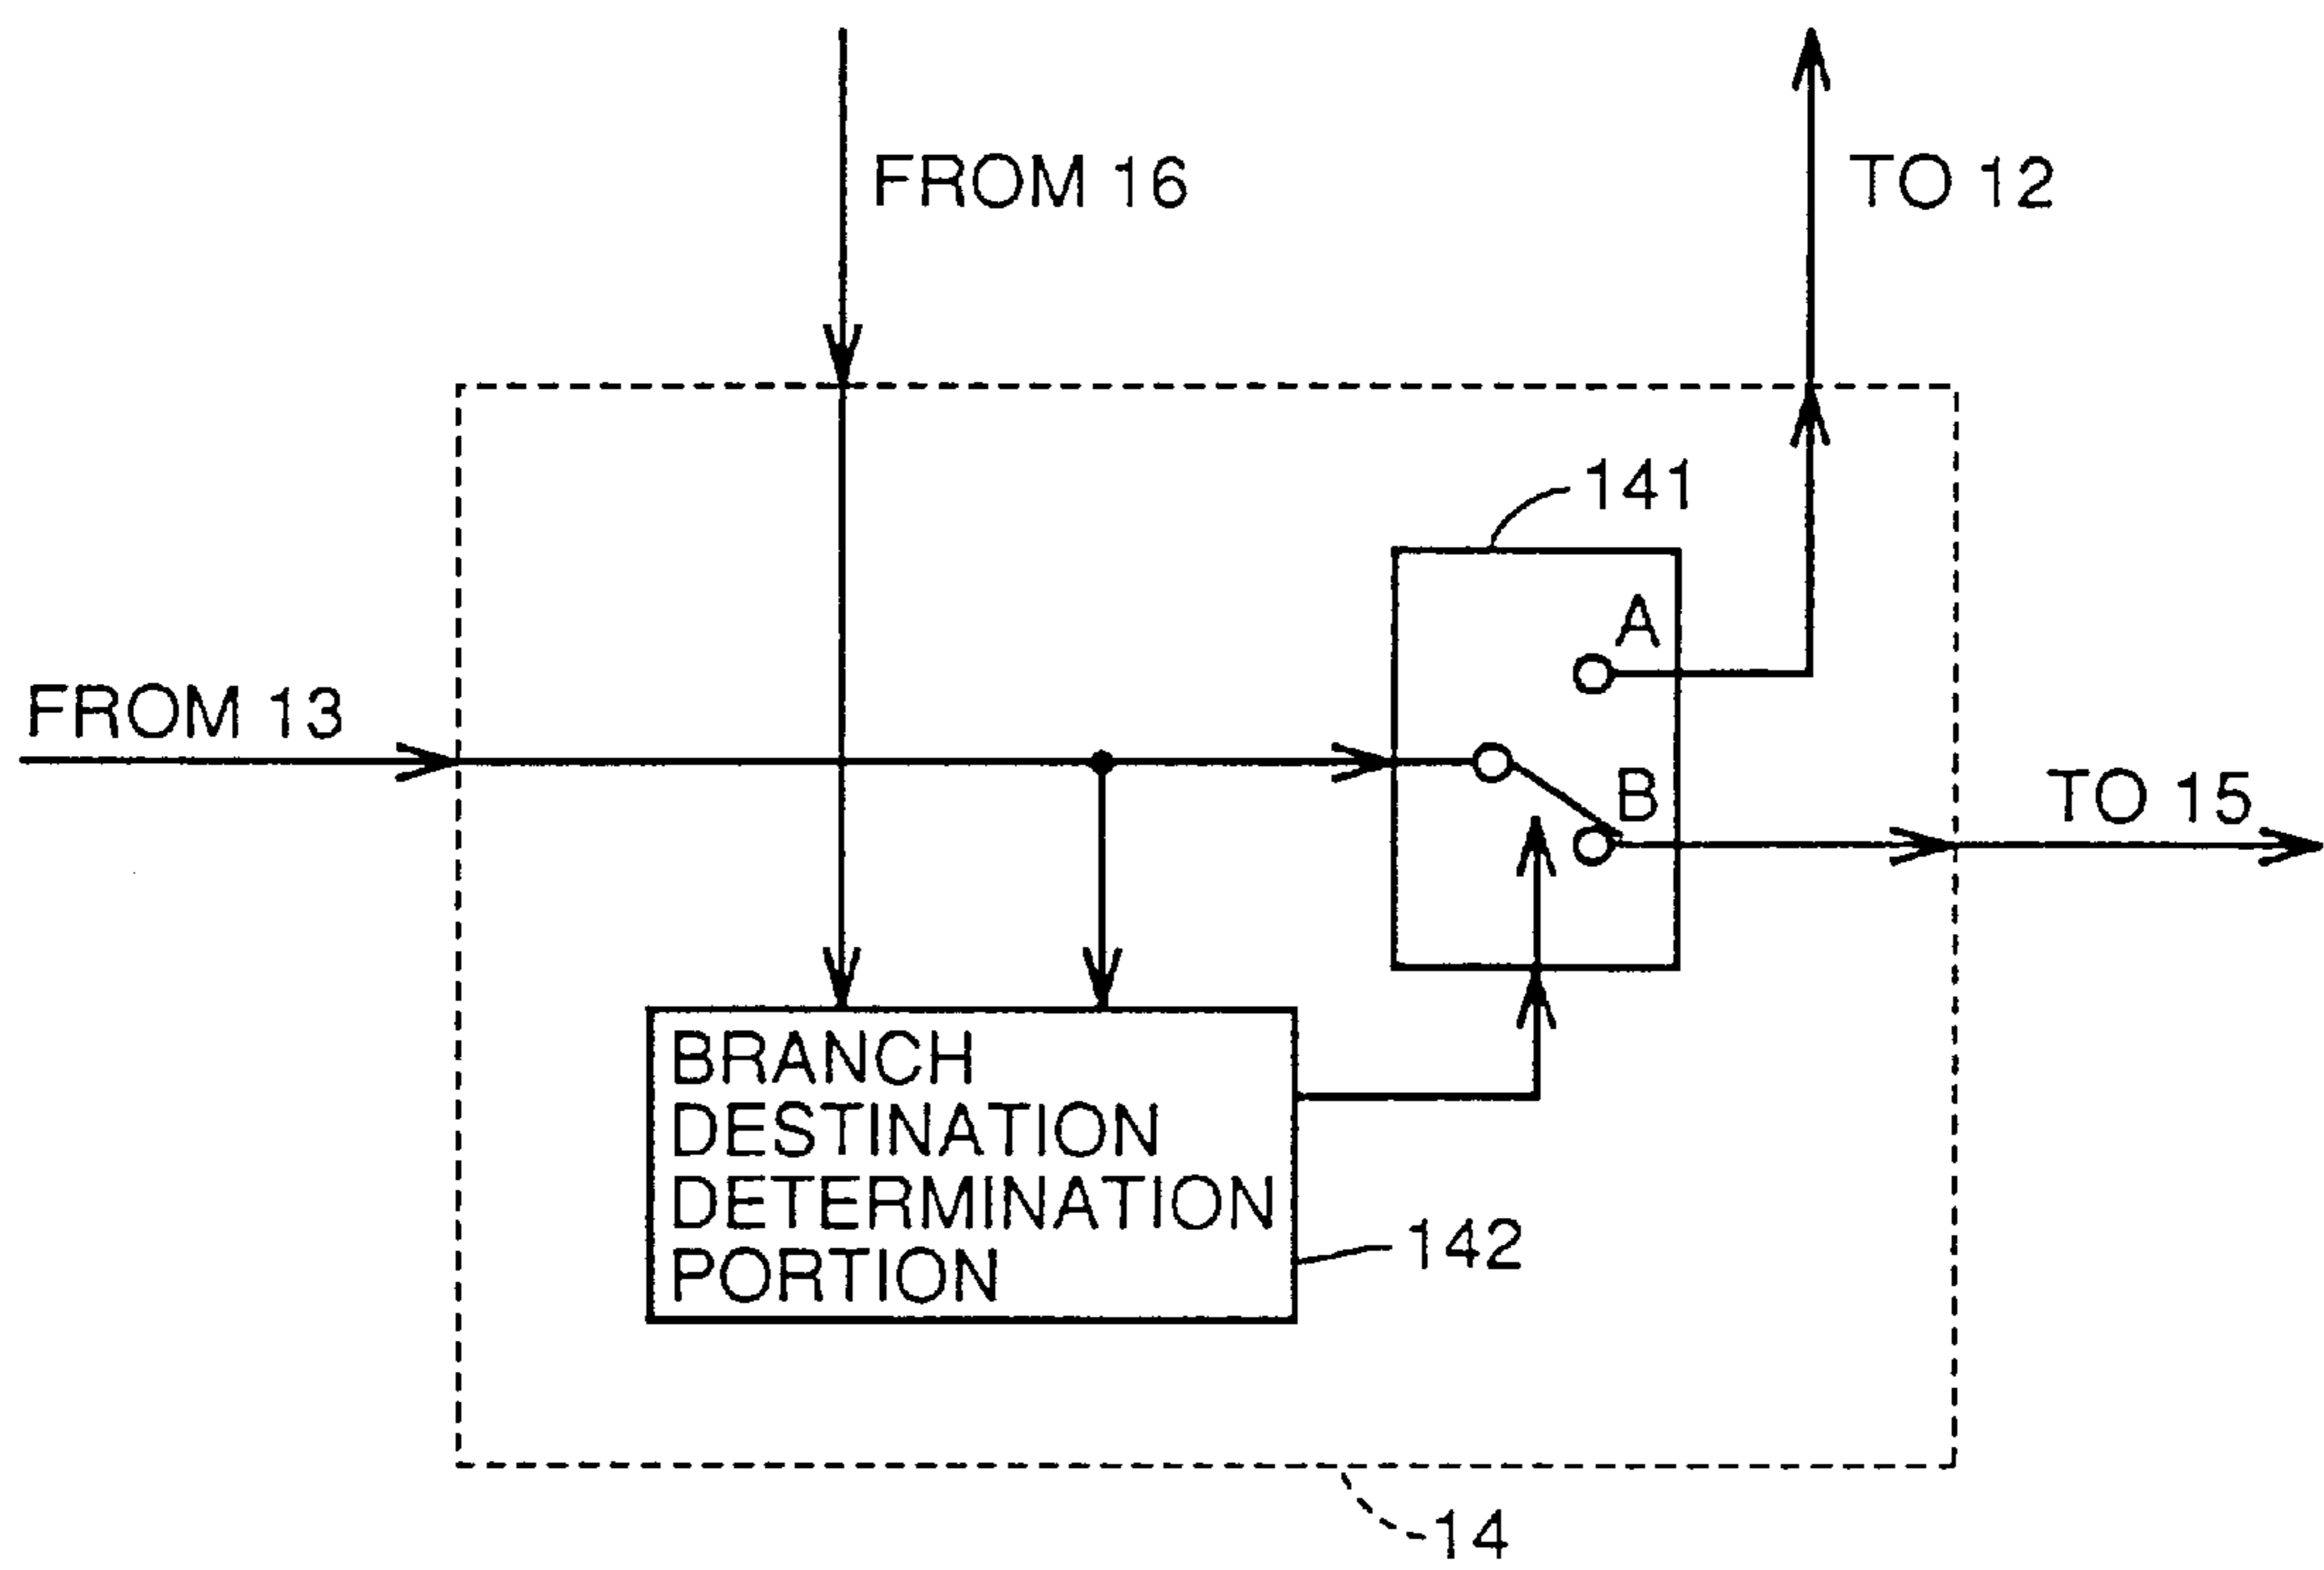 FROM 16
TO 12
141
A
FROM 13
B
TO 15
BRANCH
DESTINATION
DETERMINATION
PORTION
142
14